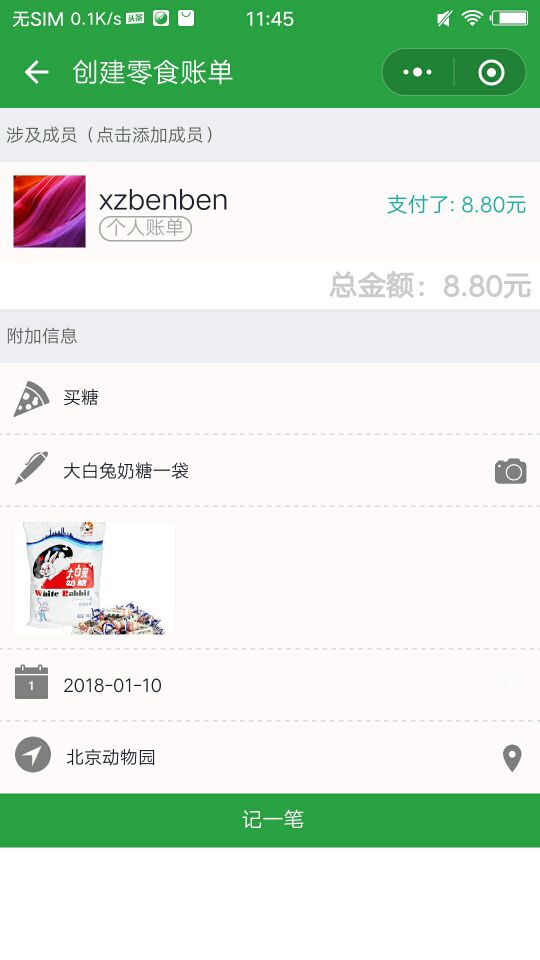 无SIM 0.1K/s 头条 11:45
创建零食账单
涉及成员（点击添加成员）
xzbenben
支付了: 8.80元
个人账单
总金额：8.80元
附加信息
买糖
大白兔奶糖一袋
大白兔
奶糖
White Rabbit
1
2018-01-10
北京动物园
记一笔